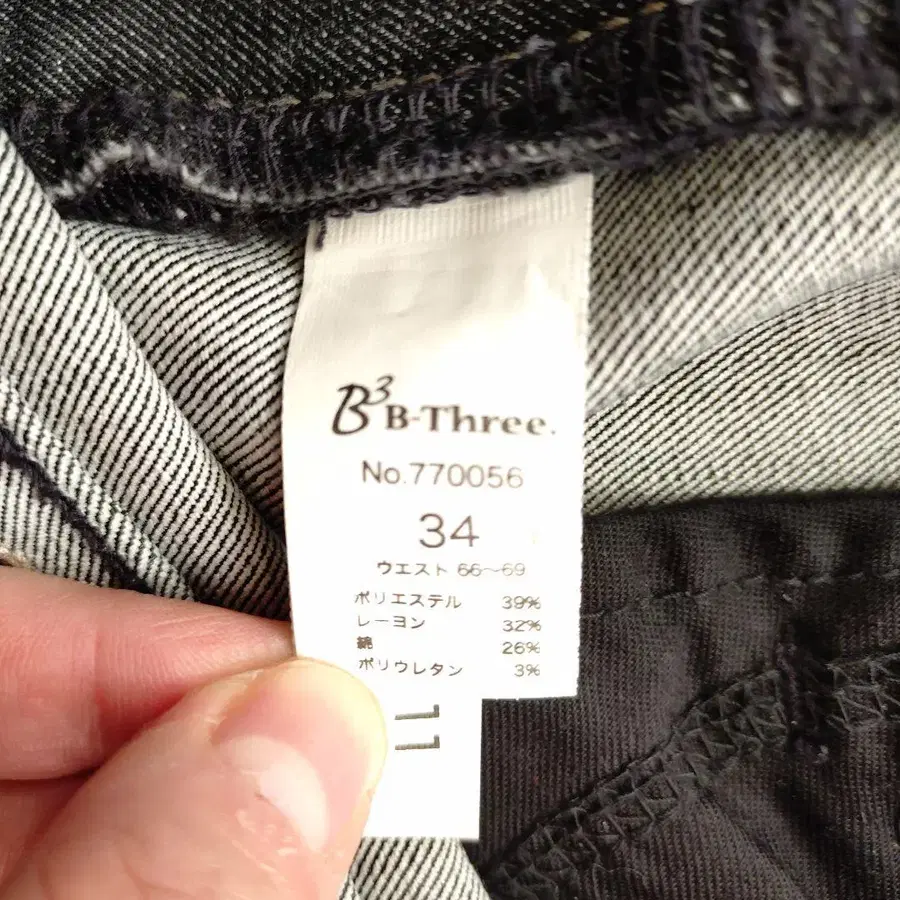 B³ B-Three.
No.770056
34
ウエスト 66〜69
ポリエステル 39%
レーヨン 32%
綿 26%
ポリウレタン 3%